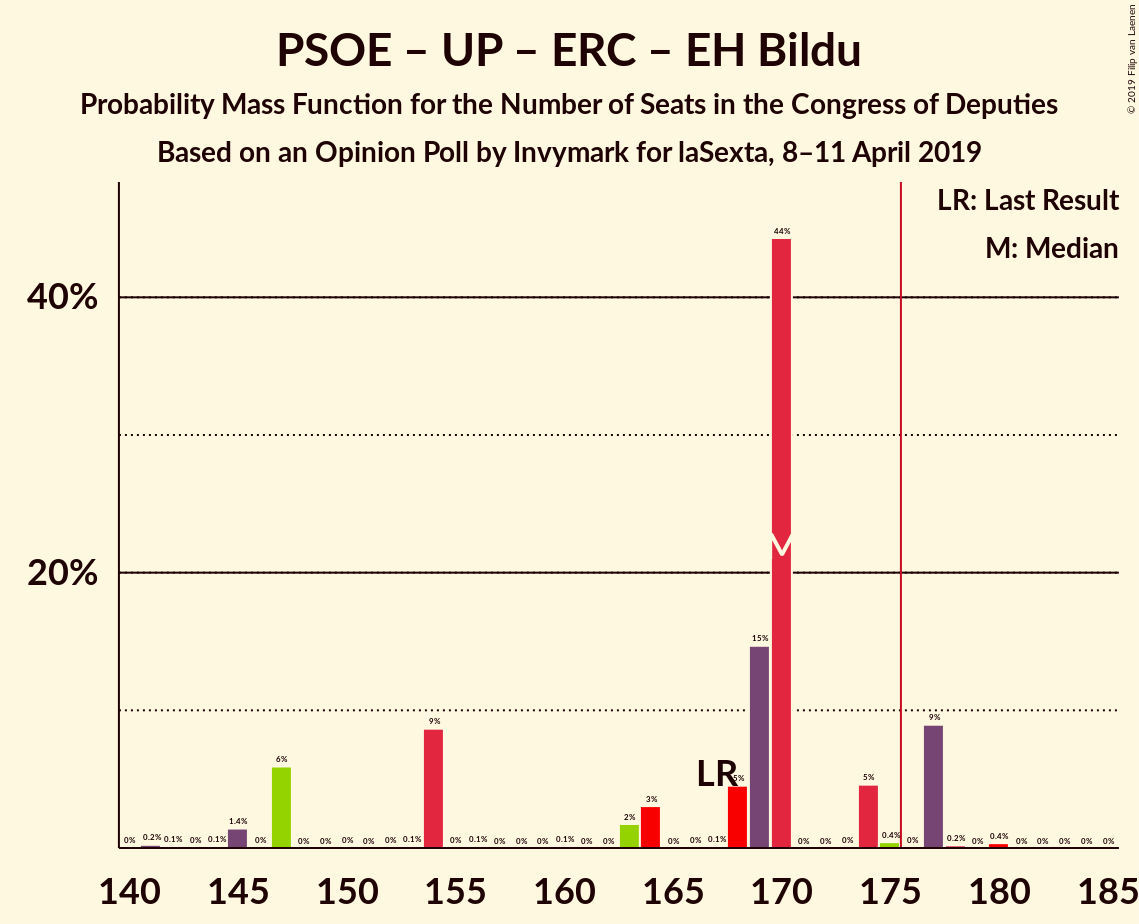 PSOE – UP – ERC – EH Bildu
Probability Mass Function for the Number of Seats in the Congress of Deputies
Based on an Opinion Poll by Invymark for laSexta, 8–11 April 2019
© 2019 Filip van Laenen
LR: Last Result
M: Median
40%
20%
0% 0.2% 0.1% 0% 0.1% 1.4% 0% 6% 0% 0% 0% 0% 0% 0.1% 9% 0% 0.1% 0% 0% 0% 0.1% 0% 0% 2% 3% 0% 0% 0.1% 5% 15% 44% 0% 0% 0% 5% 0.4% 0% 9% 0.2% 0% 0.4% 0% 0% 0% 0% 0%
LR
M
140 145 150 155 160 165 170 175 180 185